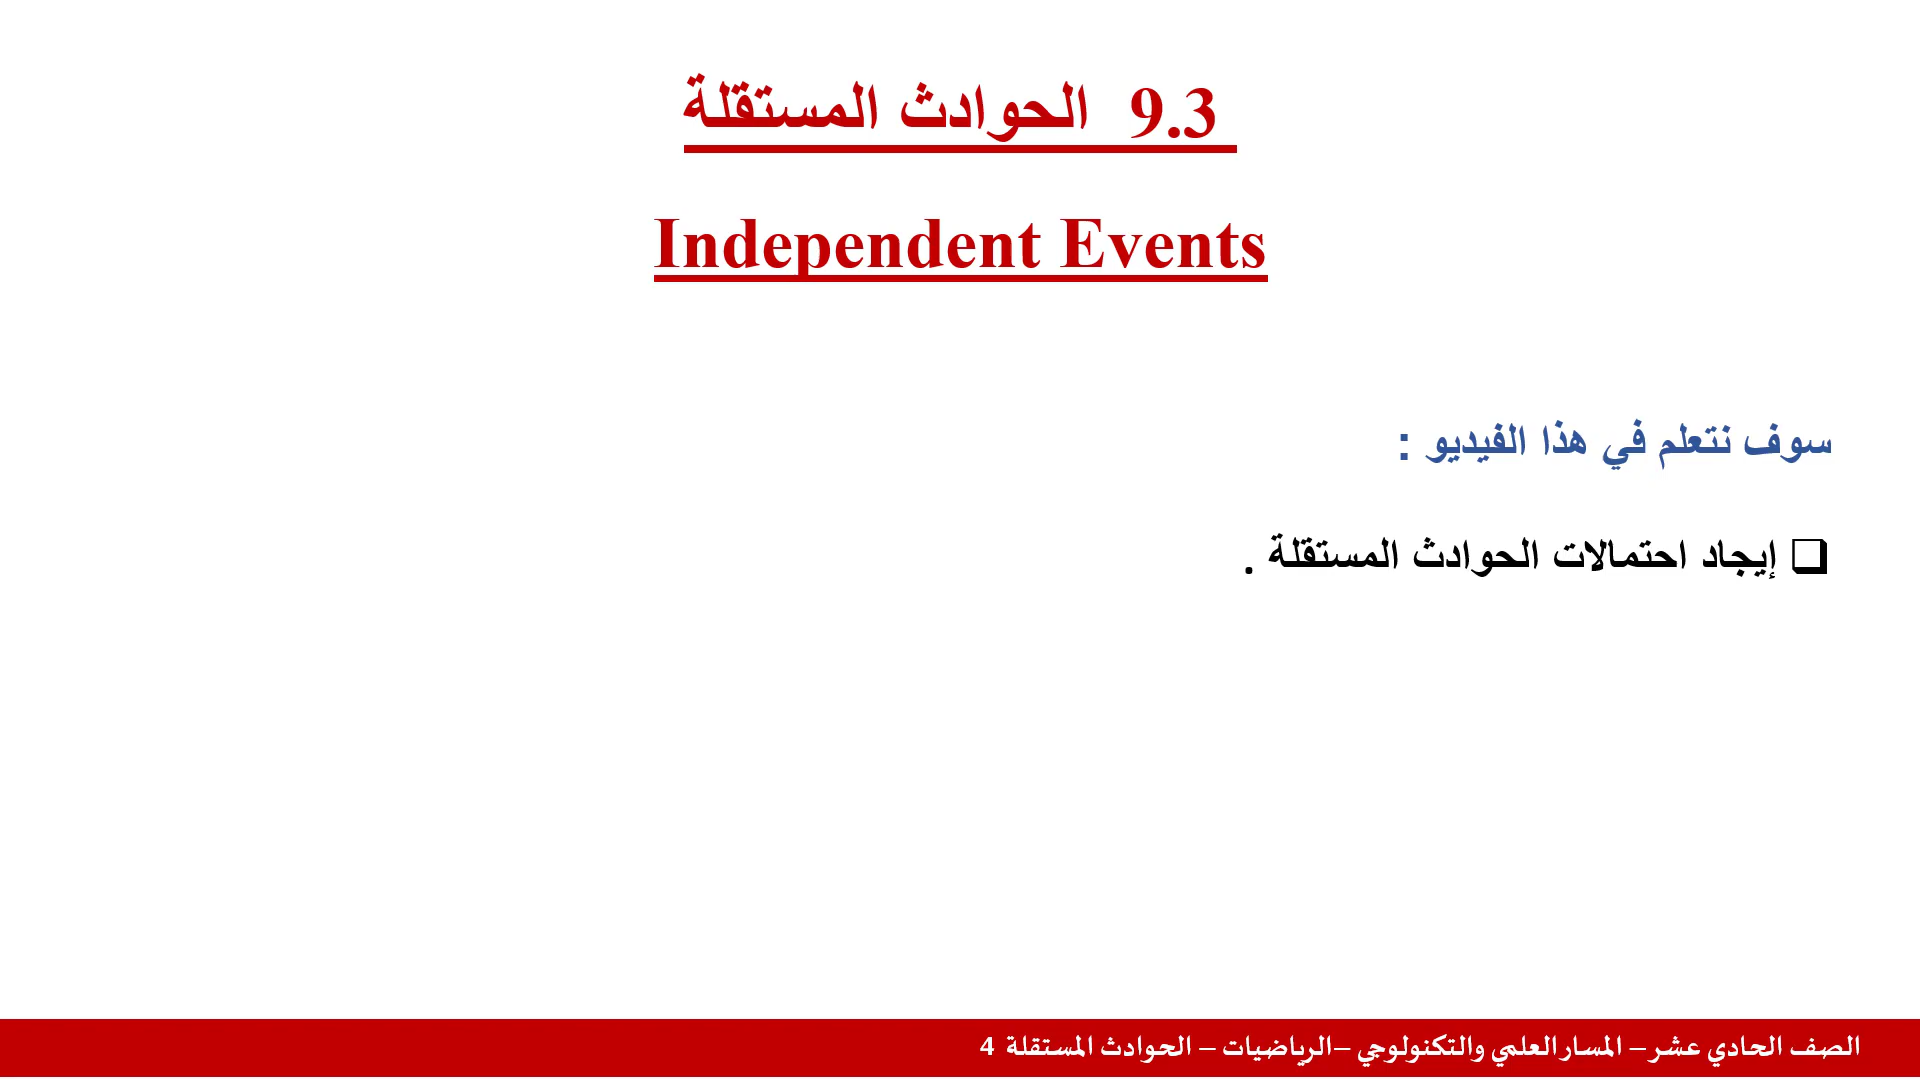 9.3 الحوادث المستقلة
Independent Events
سوف نتعلم في هذا الفيديو :
❑ إيجاد احتمالات الحوادث المستقلة .
الصف الحادي عشر – المسار العلمي والتكنولوجي –الرياضيات – الحوادث المستقلة 4